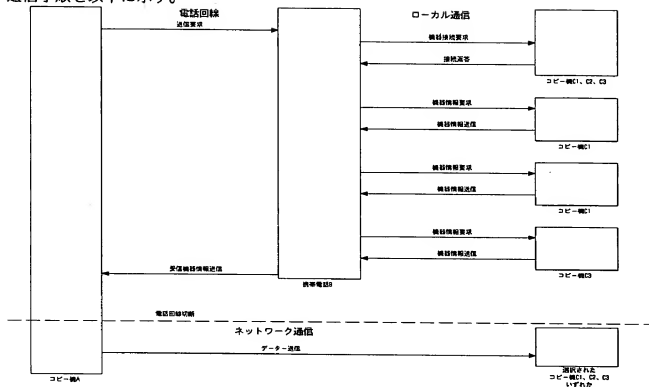 通信手順を以下に示す。
電話回線
ローカル通信
送信要求
機器接続要求
接続返答
コピー機C1、C2、C3
機器情報要求
機器情報送信
コピー機C1
機器情報要求
機器情報送信
コピー機C1
機器情報要求
機器情報送信
コピー機C3
受信機器情報送信
携帯電話B
電話回線切断
ネットワーク通信
データー送信
コピー機A
選択された
コピー機C1、C2、C3
いずれか